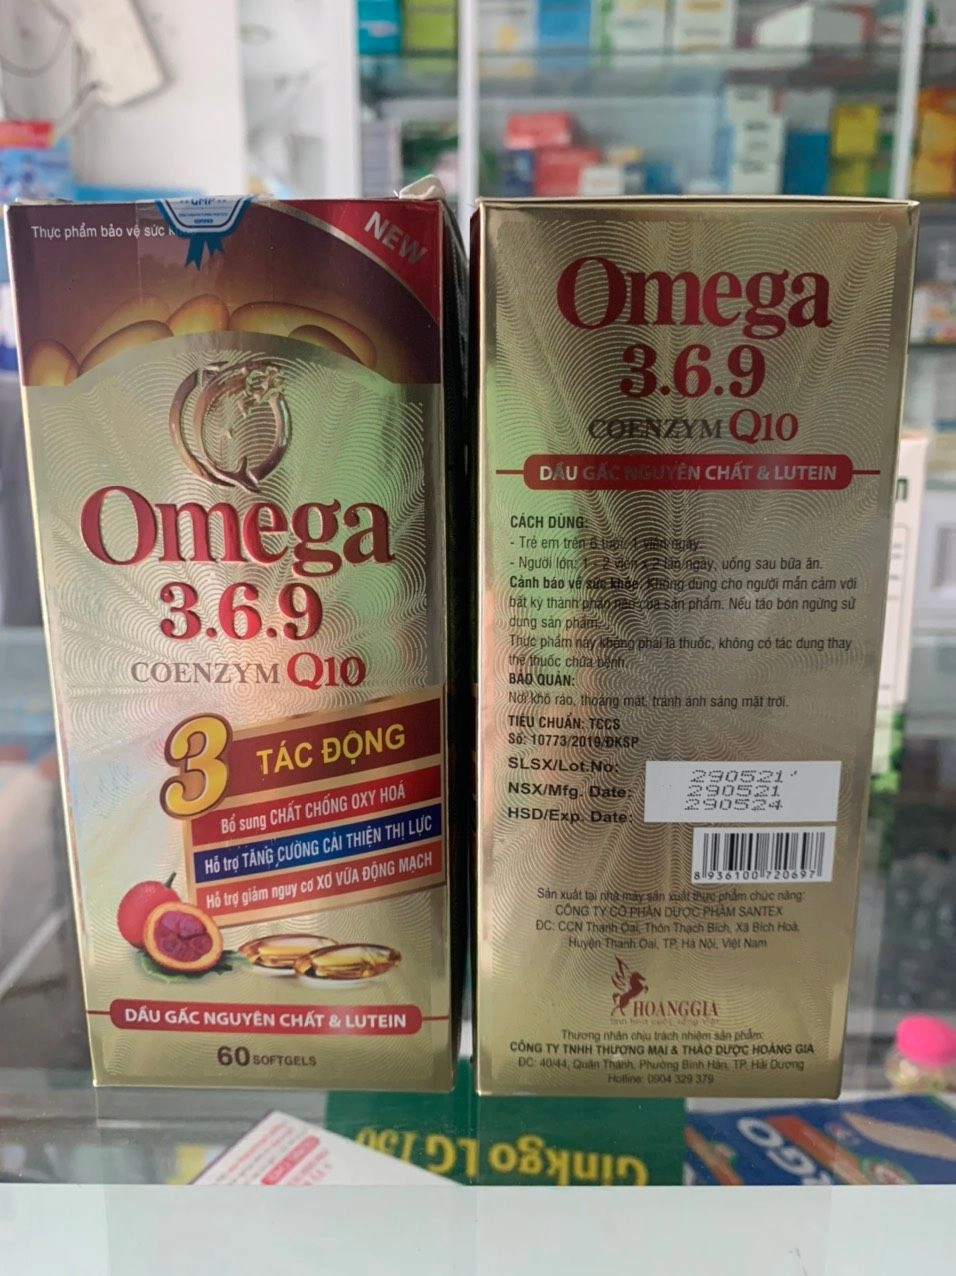 Thực phẩm bảo vệ sức
GMP
NEW
Omega
3.6.9
COENZYM Q10
3 TÁC ĐỘNG
Bổ sung CHẤT CHỐNG OXY HOÁ
Hỗ trợ TĂNG CƯỜNG CẢI THIỆN THỊ LỰC
Hỗ trợ giảm nguy cơ XƠ VỮA ĐỘNG MẠCH
DẦU GẤC NGUYÊN CHẤT & LUTEIN
60 SOFTGELS
Omega
3.6.9
COENZYM Q10
DẦU GẤC NGUYÊN CHẤT & LUTEIN
CÁCH DÙNG:
- Trẻ em trên 6 tuổi: 1 viên/ngày.
- Người lớn: 1 - 2 viên x 2 lần/ngày, uống sau bữa ăn.
Cảnh báo về sức khỏe: Không dùng cho người mẫn cảm với
bất kỳ thành phần nào của sản phẩm. Nếu táo bón ngừng sử
dụng sản phẩm.
Thực phẩm này không phải là thuốc, không có tác dụng thay
thế thuốc chữa bệnh.
BẢO QUẢN:
Nơi khô ráo, thoáng mát, tránh ánh sáng mặt trời.
TIÊU CHUẨN: TCCS
Số: 10773/2019/ĐKSP
SLSX/Lot.No: 290521
NSX/Mfg. Date: 290521
HSD/Exp. Date: 290524
8 936100 720697
Sản xuất tại nhà máy sản xuất thực phẩm chức năng:
CÔNG TY CỔ PHẦN DƯỢC PHẨM SANTEX
ĐC: CCN Thanh Oai, Thôn Thạch Bích, Xã Bích Hoà,
Huyện Thanh Oai, TP. Hà Nội, Việt Nam
HOANGGIA
Thương nhân chịu trách nhiệm sản phẩm:
CÔNG TY TNHH THƯƠNG MẠI & THẢO DƯỢC HOÀNG GIA
ĐC: 40/44, Quán Thánh, Phường Bình Hàn, TP. Hải Dương
Hotline: 0904 329 379
Ginkgo LG 150